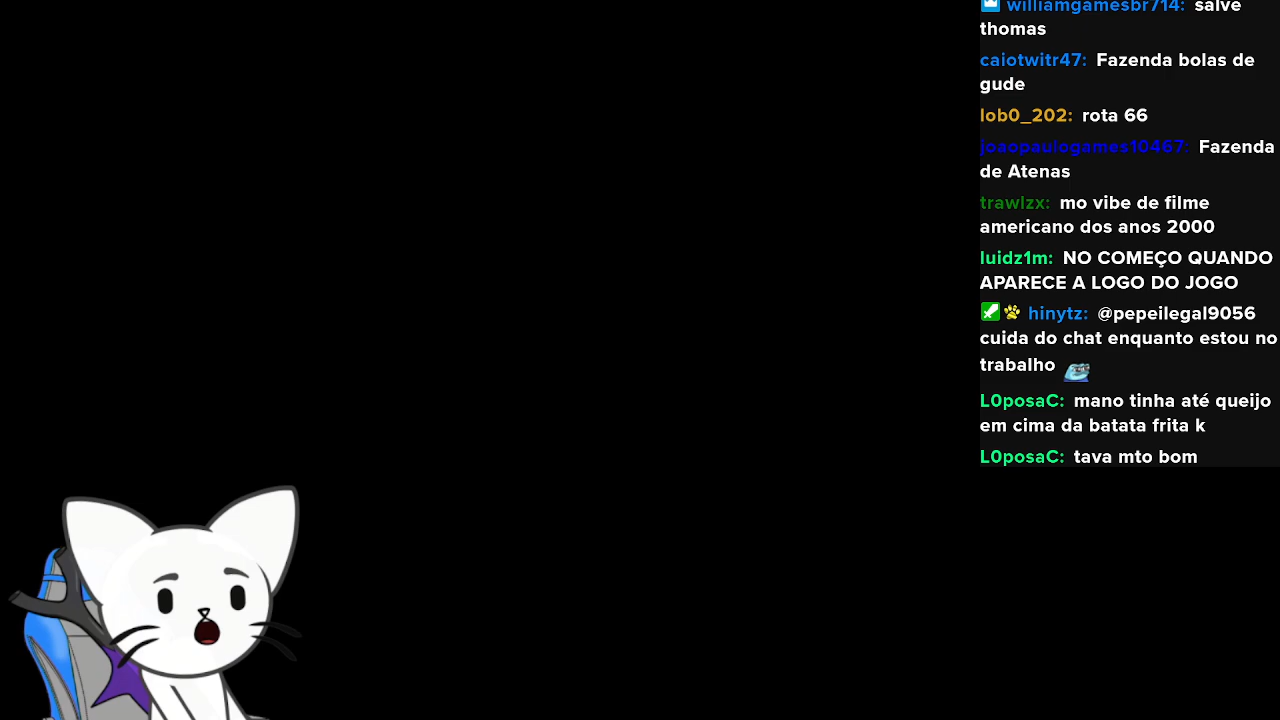 williamgamesbr714: salve
thomas
caiotwitr47: Fazenda bolas de
gude
lob0_202: rota 66
joaopaulogames10467: Fazenda
de Atenas
trawlzx: mo vibe de filme
americano dos anos 2000
luidz1m: NO COMEÇO QUANDO
APARECE A LOGO DO JOGO
hinytz: @pepeilegal9056
cuida do chat enquanto estou no
trabalho
L0posaC: mano tinha até queijo
em cima da batata frita k
L0posaC: tava mto bom